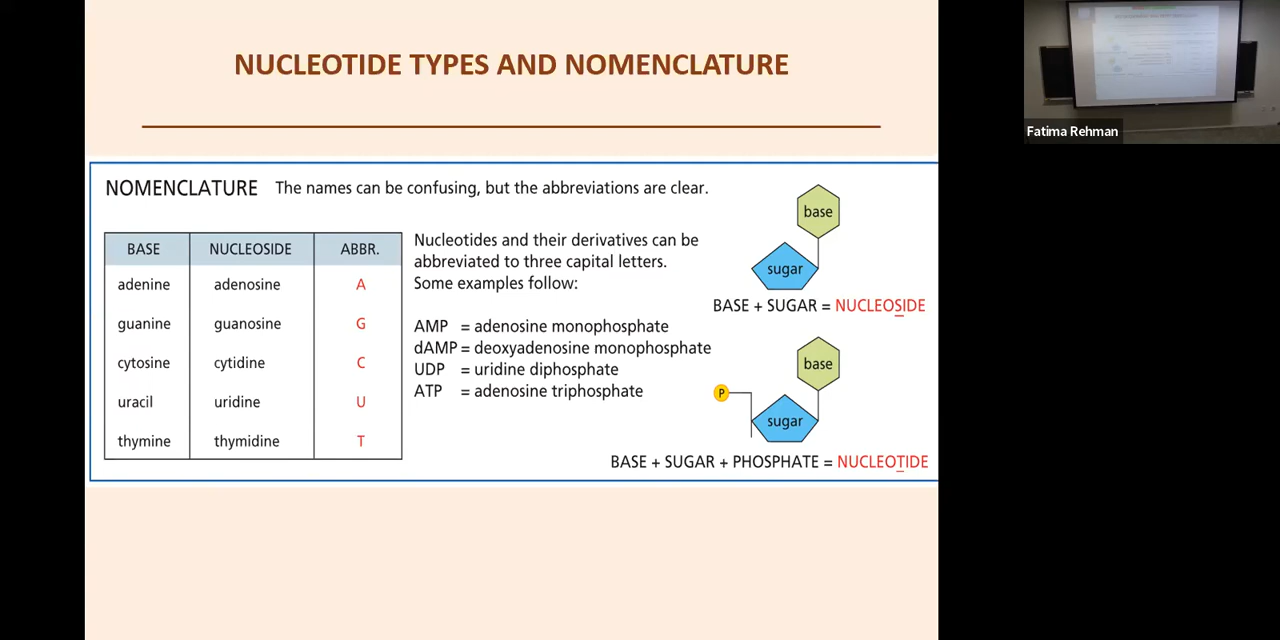 NUCLEOTIDE TYPES AND NOMENCLATURE
Fatima Rehman
NOMENCLATURE The names can be confusing, but the abbreviations are clear.
BASE NUCLEOSIDE ABBR.
adenine adenosine A
guanine guanosine G
cytosine cytidine C
uracil uridine U
thymine thymidine T
Nucleotides and their derivatives can be
abbreviated to three capital letters.
Some examples follow:
AMP = adenosine monophosphate
dAMP = deoxyadenosine monophosphate
UDP = uridine diphosphate
ATP = adenosine triphosphate
base
sugar
BASE + SUGAR = NUCLEOSIDE
base
P
sugar
BASE + SUGAR + PHOSPHATE = NUCLEOTIDE